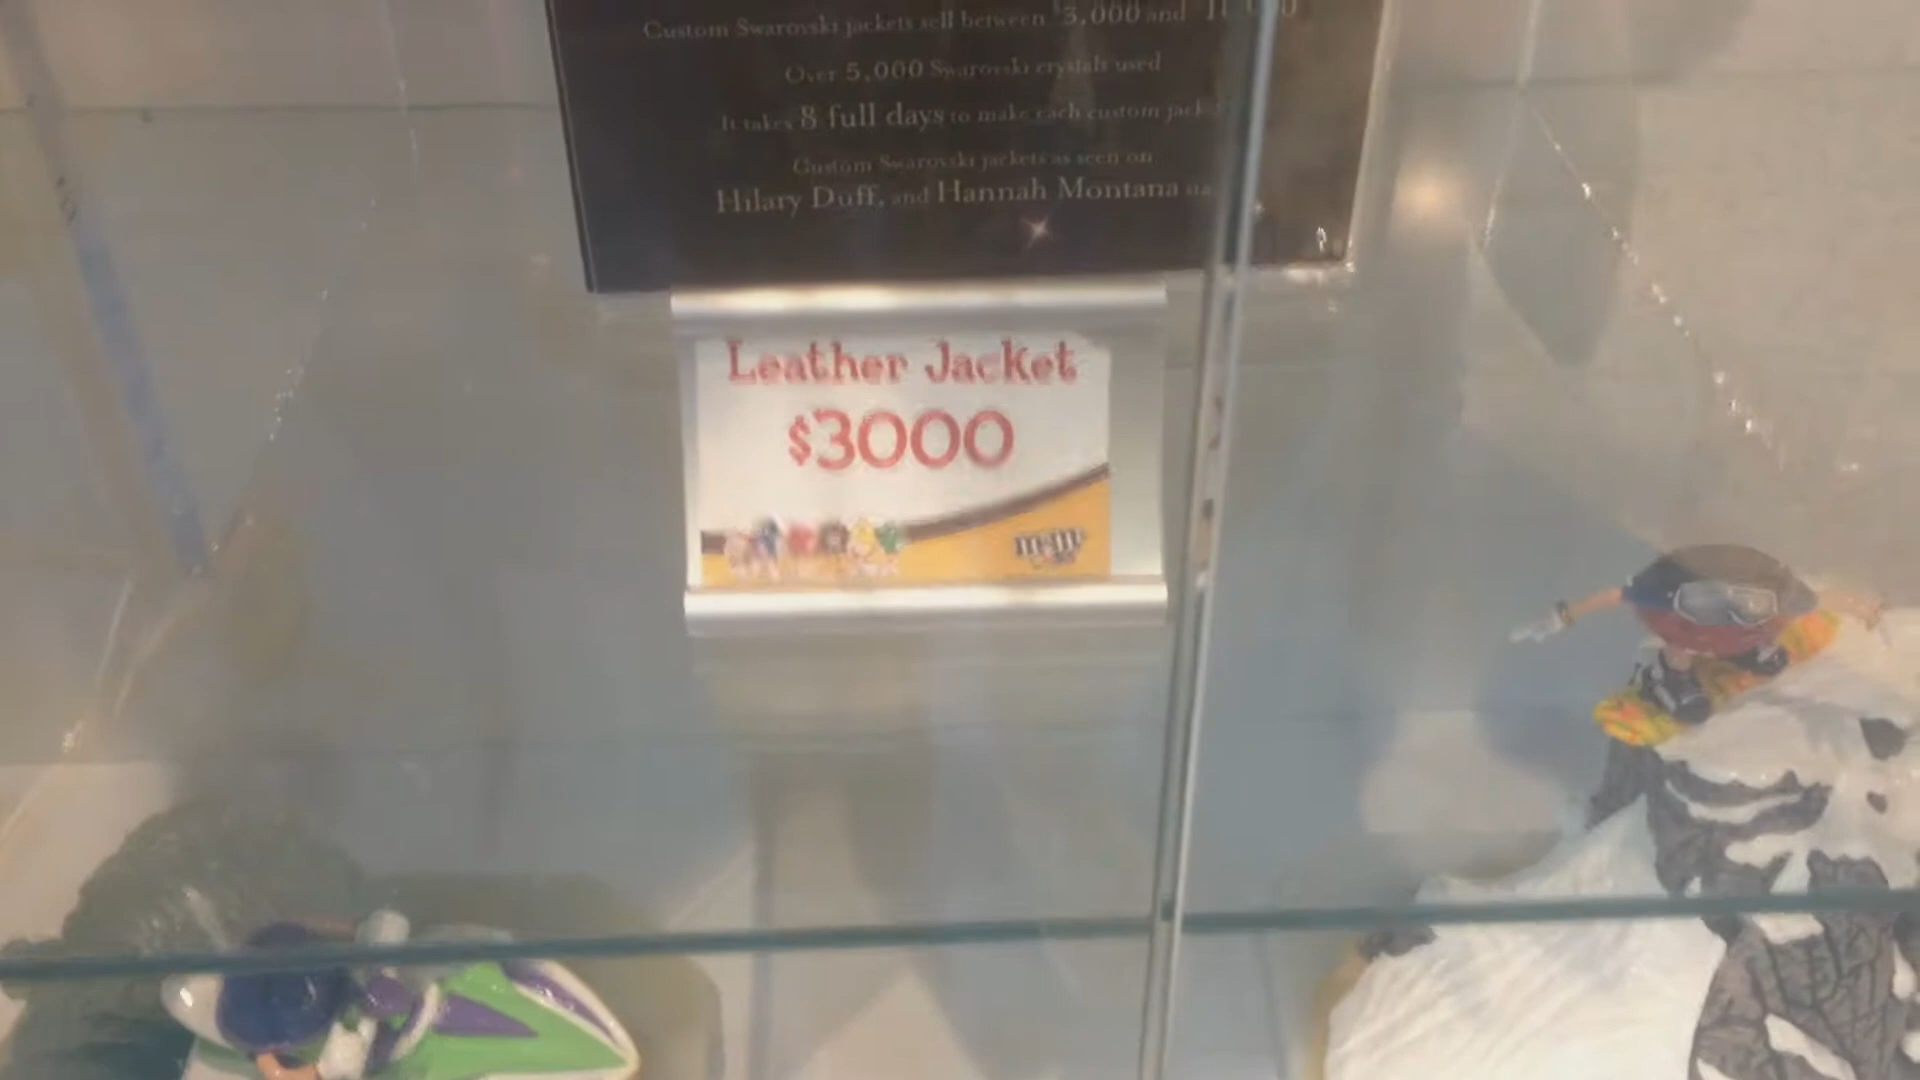 Custom Swarovski jackets sell between $3,000 and
Over 5,000 Swarovski crystals used
It takes 8 full days to make each custom
Custom Swarovski jackets as seen on
Hilary Duff, and Hannah Montana
Leather Jacket
$3000
m&m's